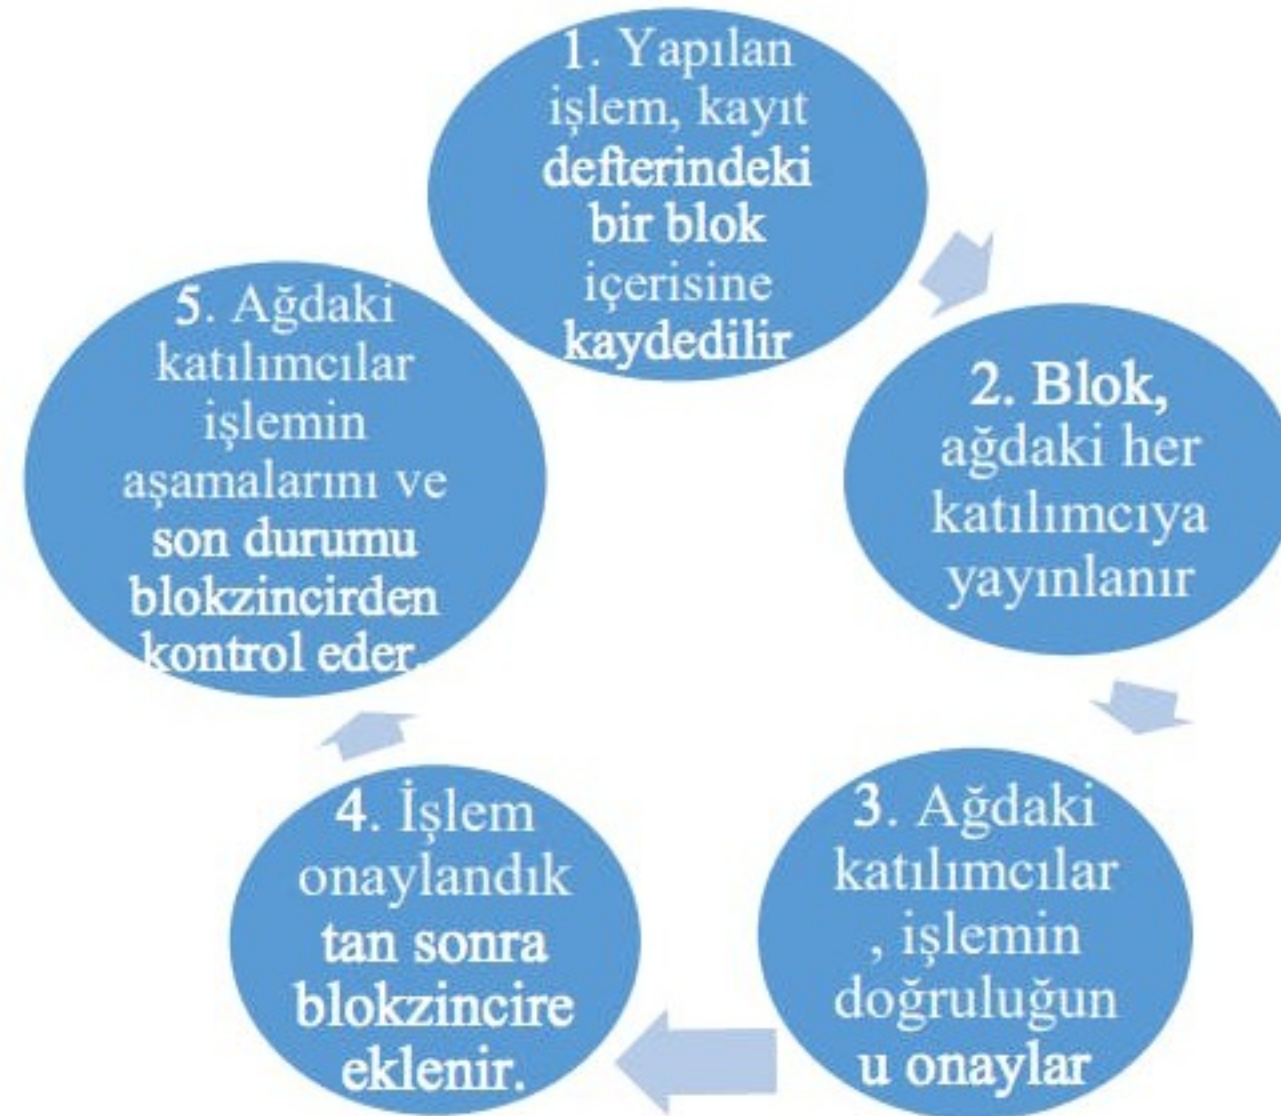 1. Yapılan
işlem, kayıt
defterindeki
bir blok
içerisine
kaydedilir
2. Blok,
ağdaki her
katılımcıya
yayınlanır
3. Ağdaki
katılımcılar
, işlemin
doğruluğun
u onaylar
4. İşlem
onaylandık
tan sonra
blokzincire
eklenir.
5. Ağdaki
katılımcılar
işlemin
aşamalarını ve
son durumu
blokzincirden
kontrol eder.